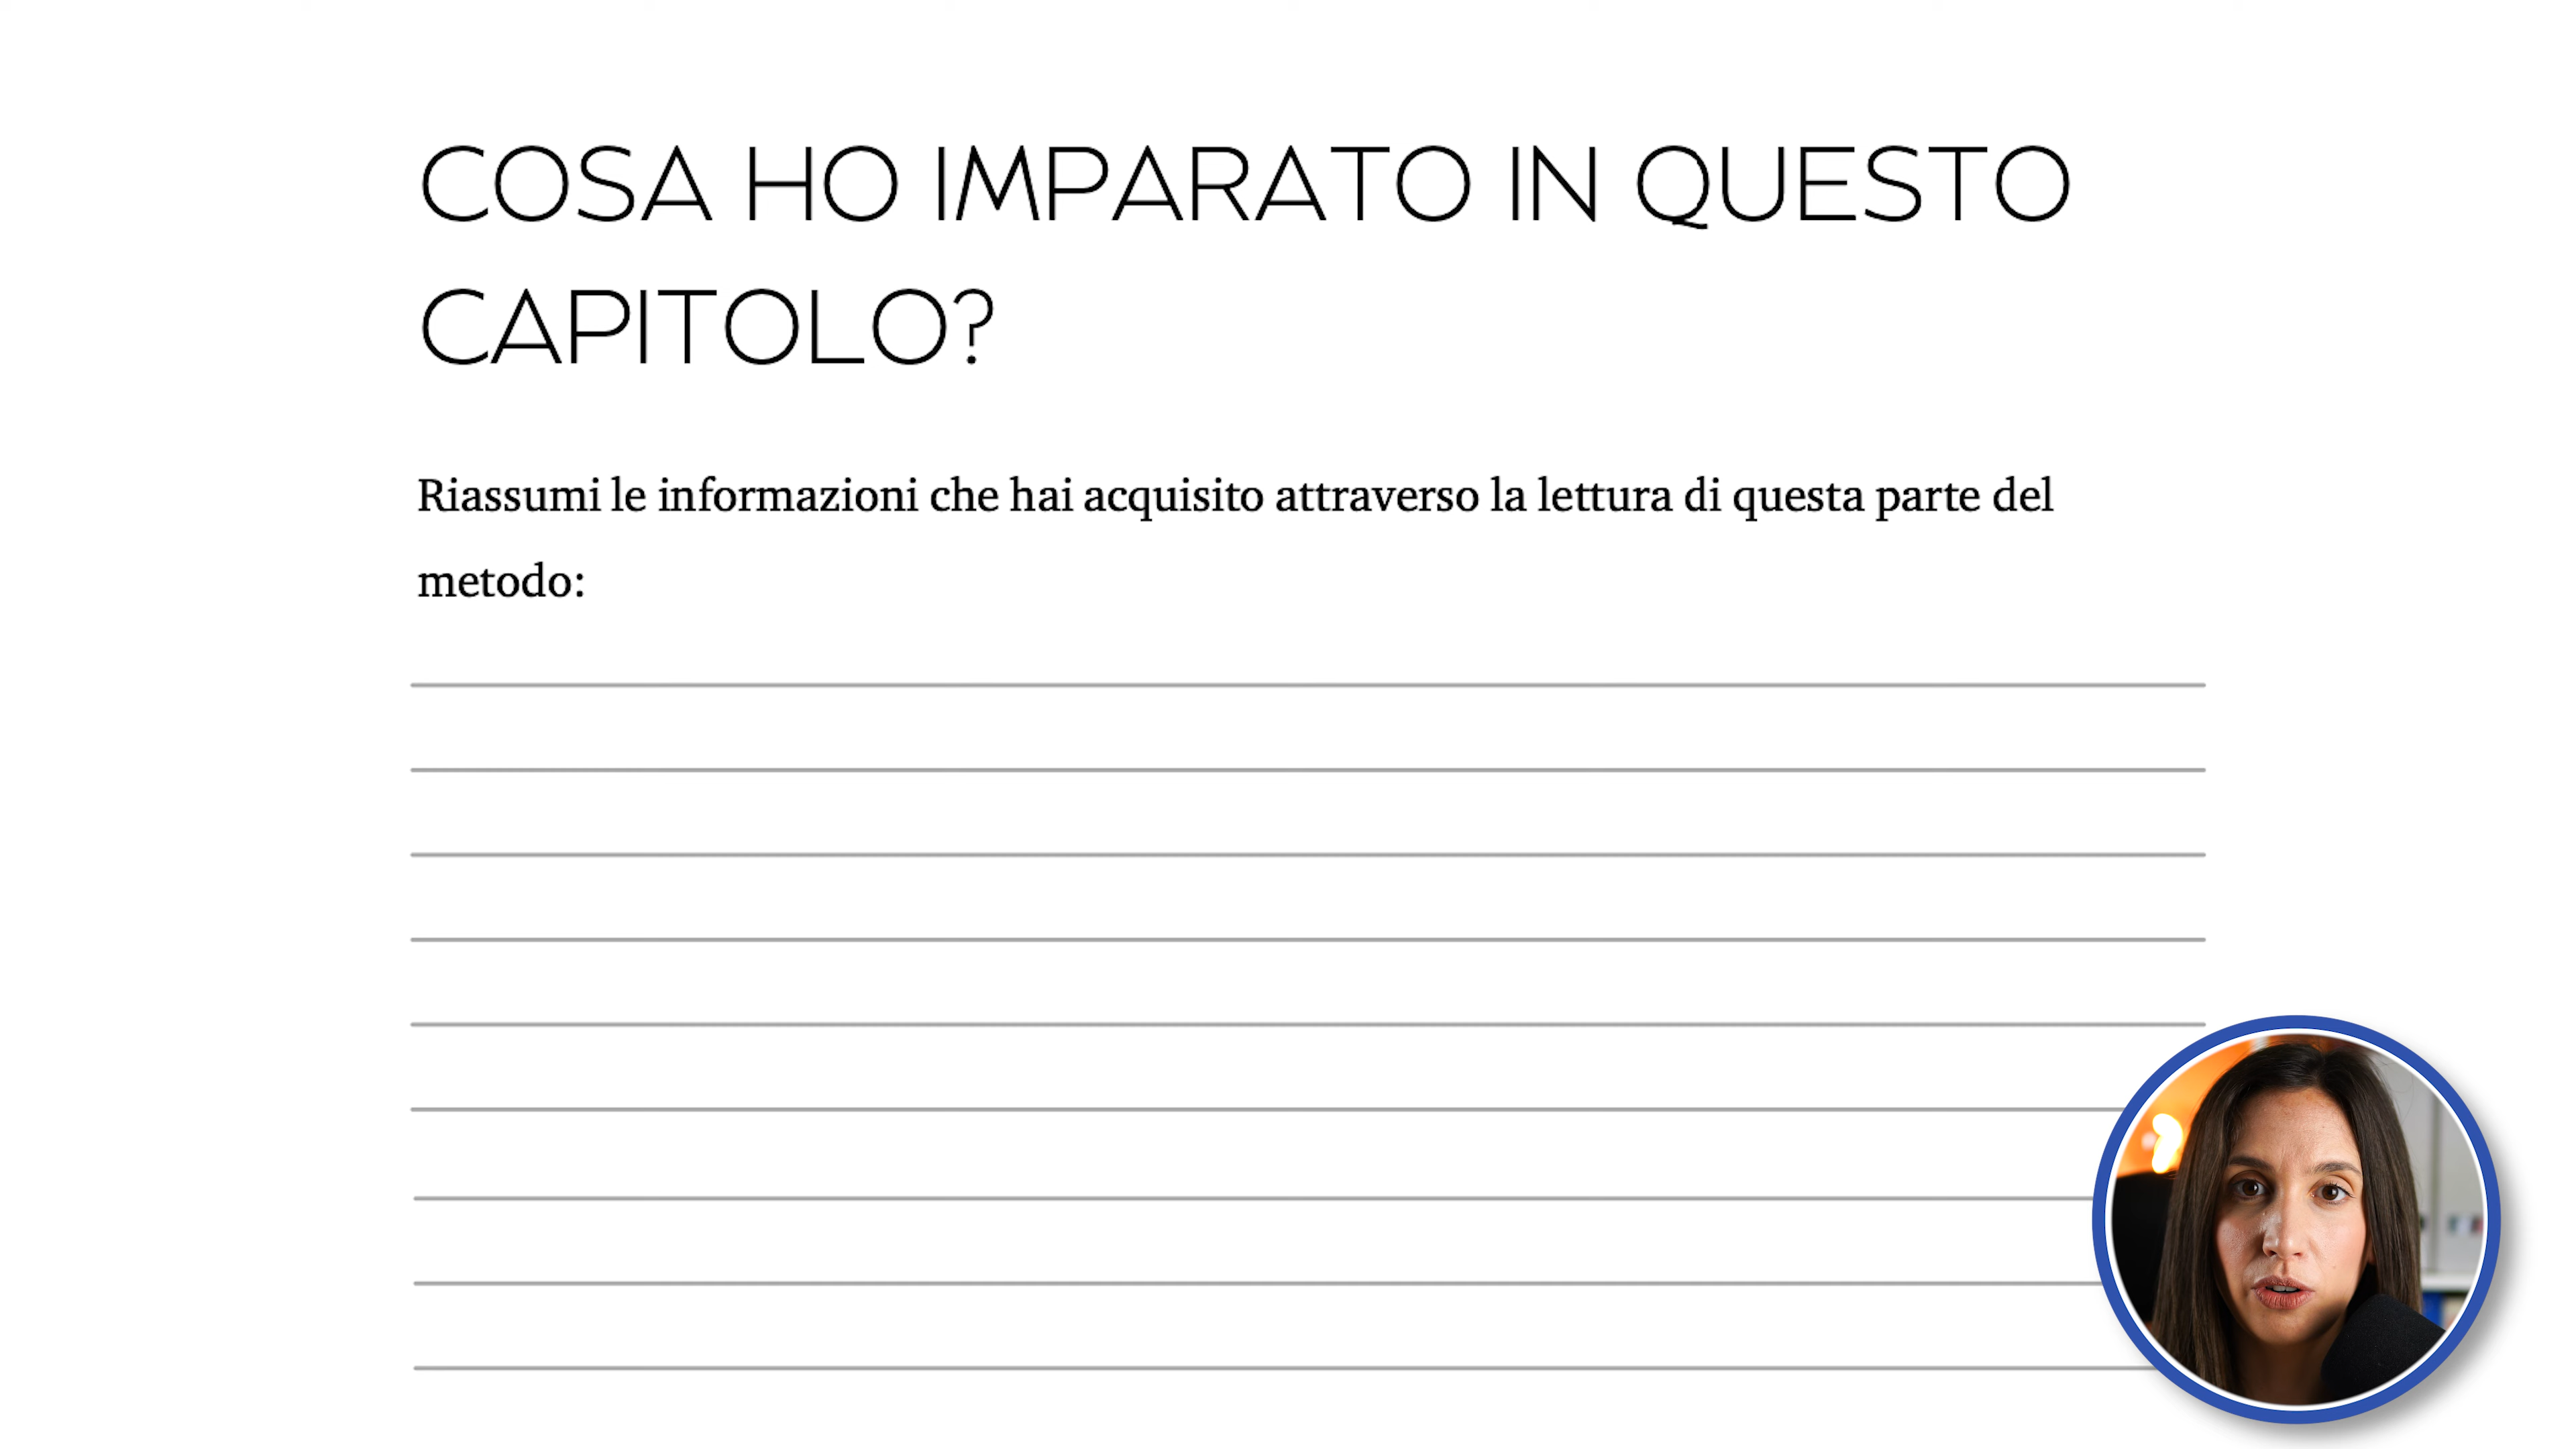 COSA HO IMPARATO IN QUESTO
CAPITOLO?
Riassumi le informazioni che hai acquisito attraverso la lettura di questa parte del
metodo: